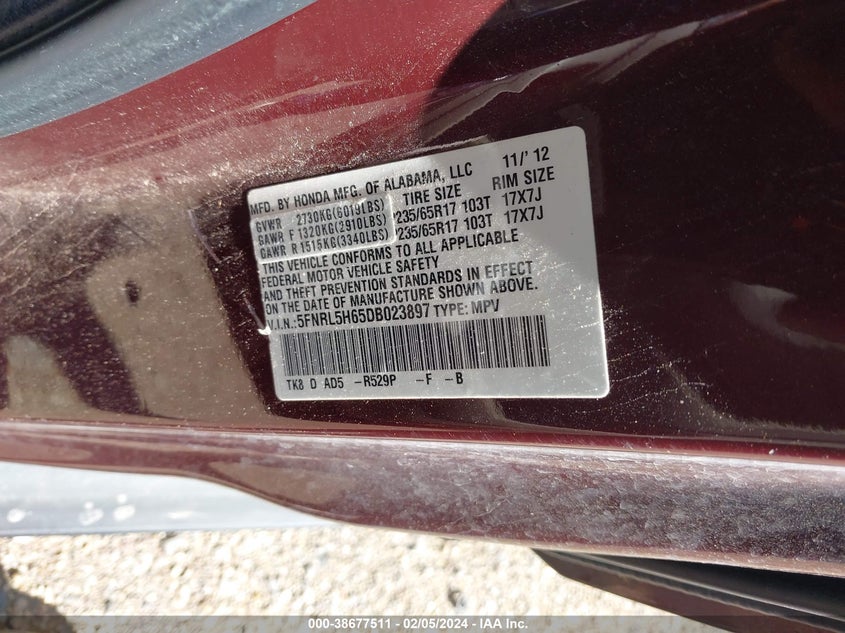 MFD. BY HONDA MFG. OF ALABAMA, LLC 11/'12
TIRE SIZE RIM SIZE
GVWR 2730KG(6019LBS)
GAWR F 1320KG(2910LBS) P235/65R17 103T 17X7J
GAWR R 1515KG(3340LBS) P235/65R17 103T 17X7J
THIS VEHICLE CONFORMS TO ALL APPLICABLE
FEDERAL MOTOR VEHICLE SAFETY
AND THEFT PREVENTION STANDARDS IN EFFECT
ON THE DATE OF MANUFACTURE SHOWN ABOVE.
V.I.N.:5FNRL5H65DB023897 TYPE: MPV
TK8 D AD5 -R529P -F -B
000-38677511 - 02/05/2024 - IAA Inc.